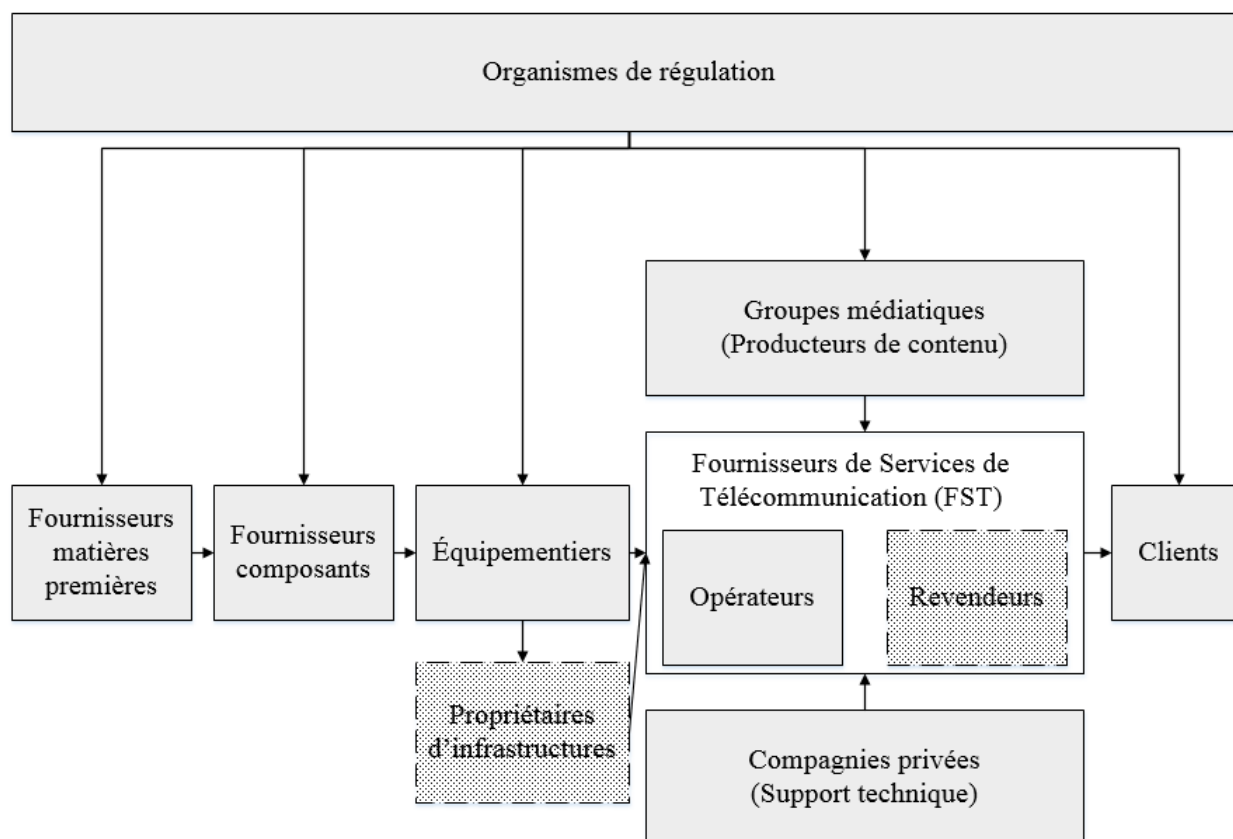 Organismes de régulation
Groupes médiatiques
(Producteurs de contenu)
Fournisseurs de Services de
Télécommunication (FST)
Fournisseurs
matières
premières
Fournisseurs
composants
Équipementiers
Opérateurs
Revendeurs
Clients
Propriétaires
d’infrastructures
Compagnies privées
(Support technique)